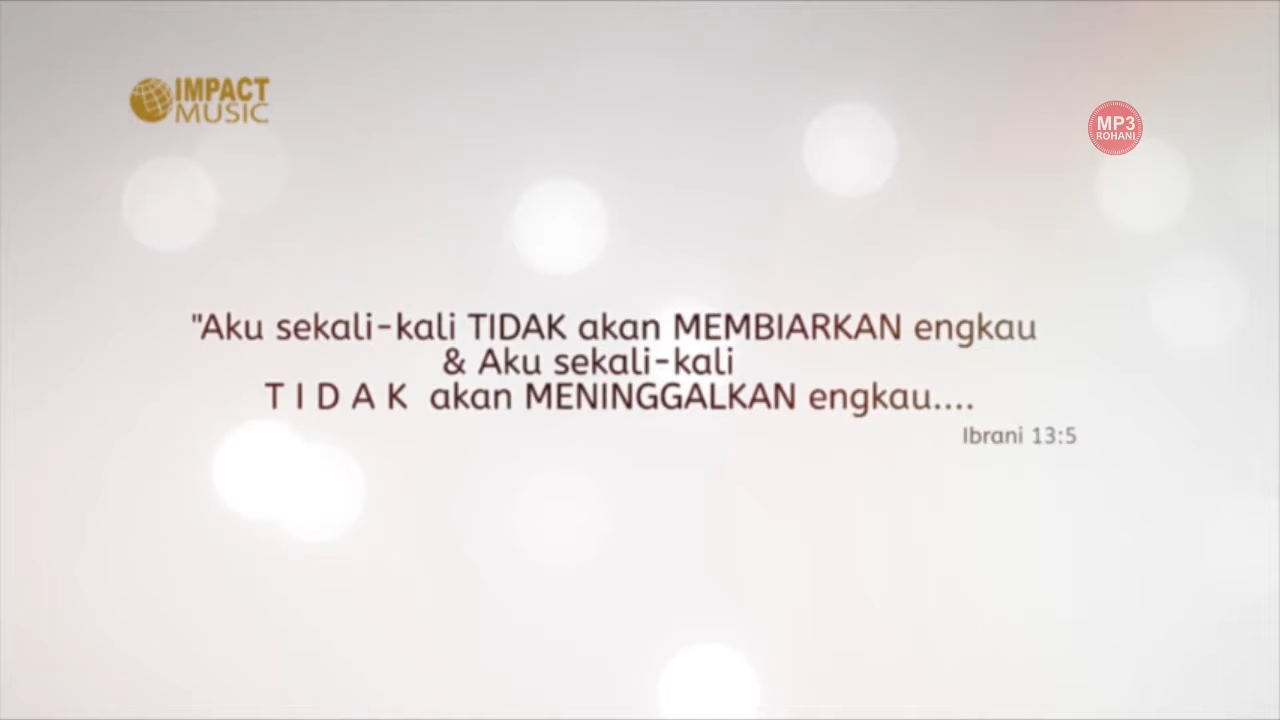 IMPACT
MUSIC
MP3
ROHANI
"Aku sekali-kali TIDAK akan MEMBIARKAN engkau
& Aku sekali-kali
T I D A K akan MENINGGALKAN engkau....
Ibrani 13:5